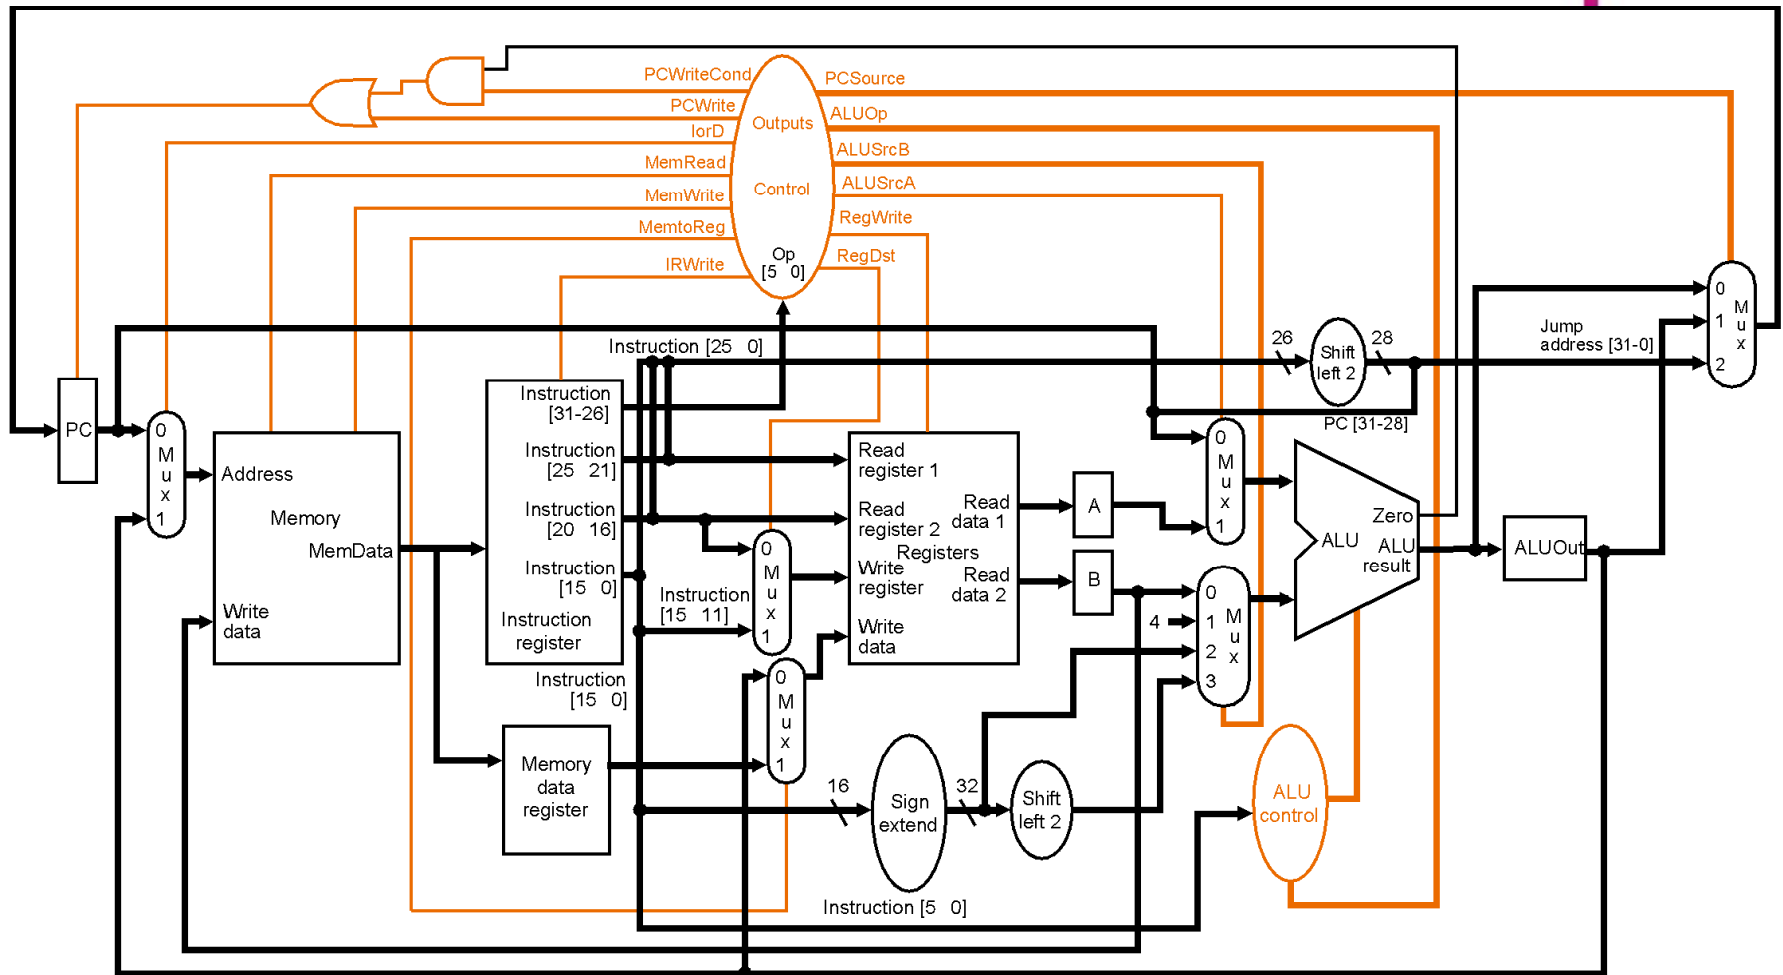 PCWriteCond
PCSource
PCWrite
ALUOp
Outputs
IorD
ALUSrcB
MemRead
ALUSrcA
Control
MemWrite
RegWrite
MemtoReg
Op
[5 0]
RegDst
IRWrite
0
1
2
M
u
x
Jump
address [31-0]
26
Shift
left 2
28
Instruction [25 0]
PC [31-28]
PC
0
M
u
x
1
Address
Memory
MemData
Write
data
Instruction
[31-26]
Instruction
[25 21]
Instruction
[20 16]
Instruction
[15 0]
Instruction
register
Instruction
[15 11]
0
M
u
x
1
Read
register 1
Read
register 2
Registers
Write
register
Write
data
Read
data 1
Read
data 2
A
B
0
M
u
x
1
4
0
1
2
3
M
u
x
Zero
ALU
ALU
result
ALUOut
Instruction
[15 0]
0
M
u
x
1
Memory
data
register
16
Sign
extend
32
Shift
left 2
ALU
control
Instruction [5 0]